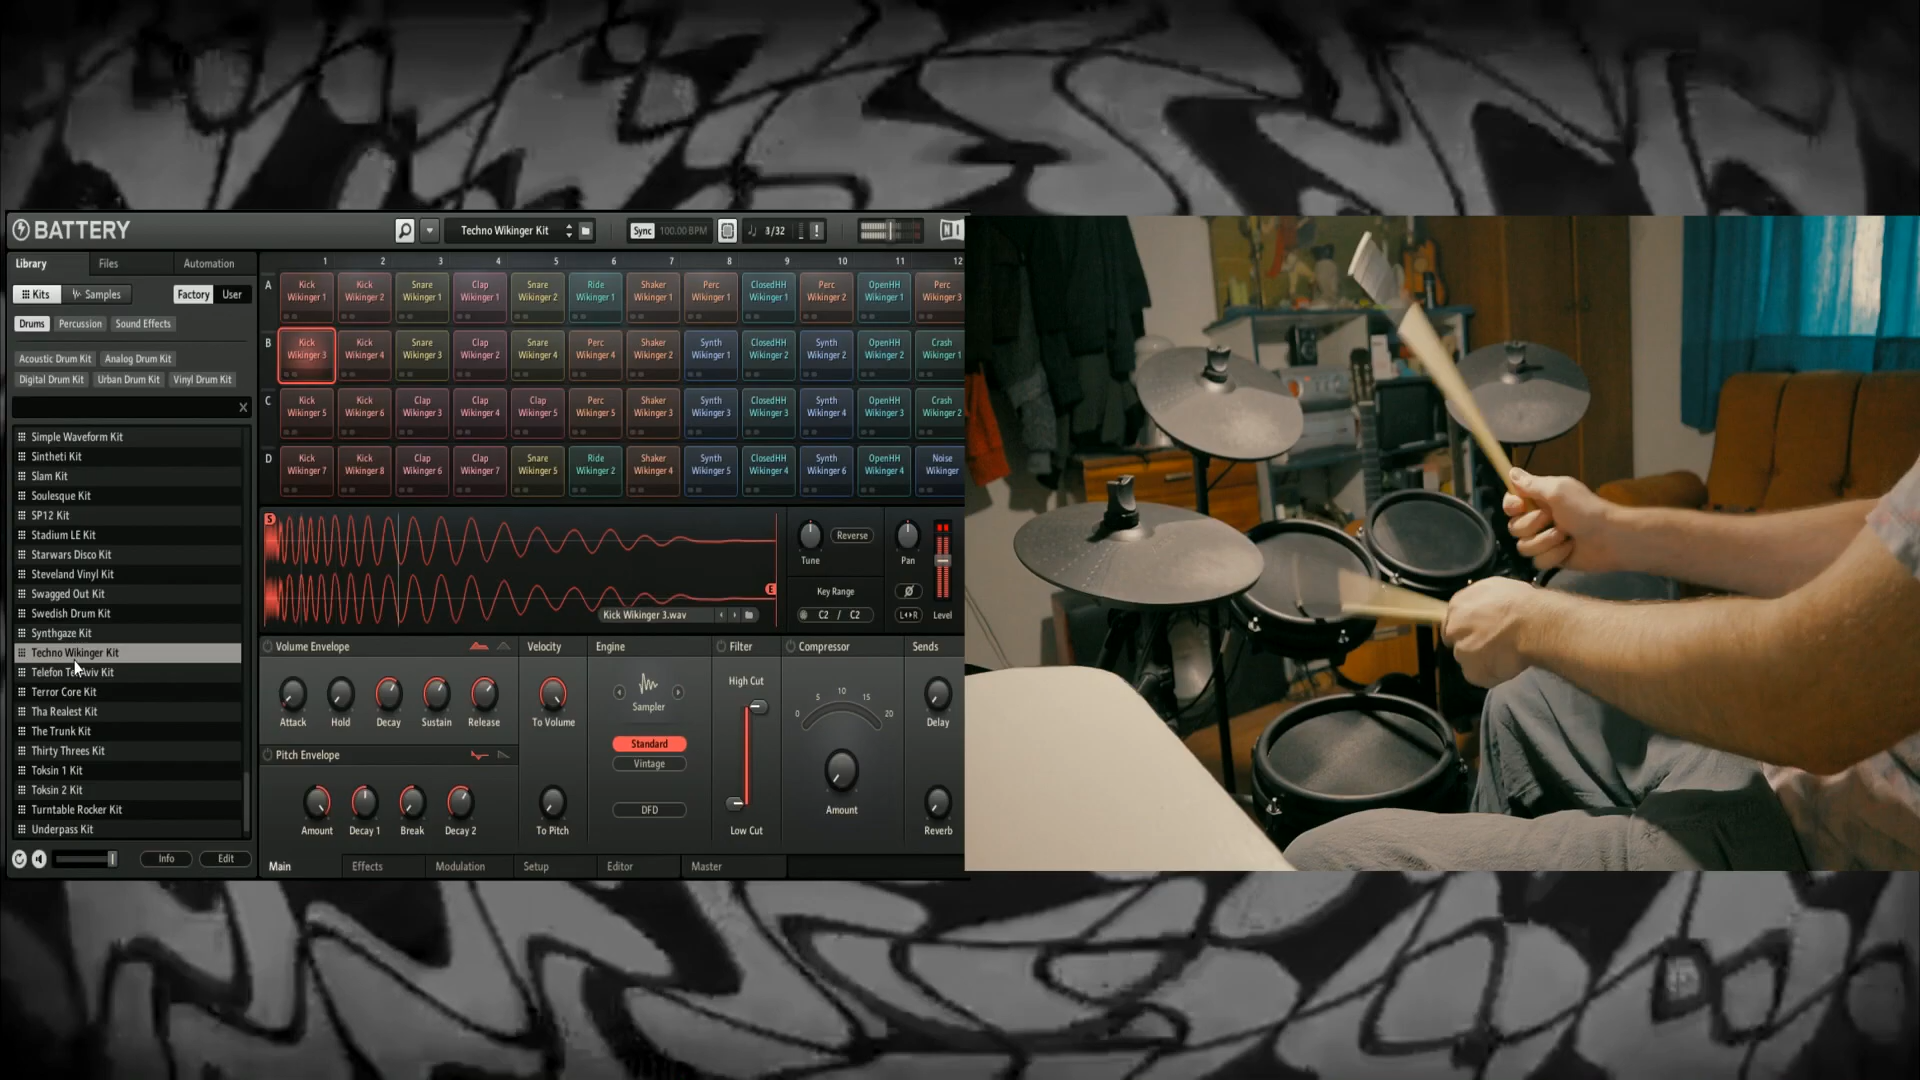 BATTERY
Techno Wikinger Kit
Sync 100.00 BPM
3/32
!
Library Files Automation
Kits Samples Factory User
Drums Percussion Sound Effects
Acoustic Drum Kit Analog Drum Kit
Digital Drum Kit Urban Drum Kit Vinyl Drum Kit
X
Simple Waveform Kit
Sintheti Kit
Slam Kit
Soulesque Kit
SP12 Kit
Stadium LE Kit
Starwars Disco Kit
Steveland Vinyl Kit
Swagged Out Kit
Swedish Drum Kit
Synthgaze Kit
Techno Wikinger Kit
Telefon Tel Aviv Kit
Terror Core Kit
Tha Realest Kit
The Trunk Kit
Thirty Threes Kit
Toksin 1 Kit
Toksin 2 Kit
Turntable Rocker Kit
Underpass Kit
Info Edit
1 2 3 4 5 6 7 8 9 10 11 12
A
Kick Snare Clap Snare Ride Shaker Perc ClosedHH Perc OpenHH Perc
Kick Wikinger 1
Kick Wikinger 2
Snare Wikinger 1
Clap Wikinger 1
Snare Wikinger 2
Ride Wikinger 1
Shaker Wikinger 1
Perc Wikinger 1
ClosedHH Wikinger 1
Perc Wikinger 2
OpenHH Wikinger 1
Perc Wikinger 3
B
Kick Wikinger 3
Kick Wikinger 4
Snare Wikinger 3
Clap Wikinger 2
Snare Wikinger 4
Perc Wikinger 4
Shaker Wikinger 2
Synth Wikinger 1
ClosedHH Wikinger 2
Synth Wikinger 2
OpenHH Wikinger 2
Crash Wikinger 1
C
Kick Wikinger 5
Kick Wikinger 6
Clap Wikinger 3
Clap Wikinger 4
Clap Wikinger 5
Perc Wikinger 5
Shaker Wikinger 3
Synth Wikinger 3
ClosedHH Wikinger 3
Synth Wikinger 4
OpenHH Wikinger 3
Crash Wikinger 2
D
Kick Wikinger 7
Kick Wikinger 8
Clap Wikinger 6
Clap Wikinger 7
Snare Wikinger 5
Ride Wikinger 2
Shaker Wikinger 4
Synth Wikinger 5
ClosedHH Wikinger 4
Synth Wikinger 6
OpenHH Wikinger 4
Noise Wikinger
S
E
Kick Wikinger 3.wav
Tune Reverse
Key Range
C2 / C2
Pan
L R Level
Volume Envelope Velocity Engine Filter Compressor Sends
Attack Hold Decay Sustain Release
To Volume
Sampler
Standard
Vintage
DFD
High Cut
Low Cut
0 5 10 15 20
Amount
Delay
Reverb
Pitch Envelope
Amount Decay 1 Break Decay 2
To Pitch
Main Effects Modulation Setup Editor Master